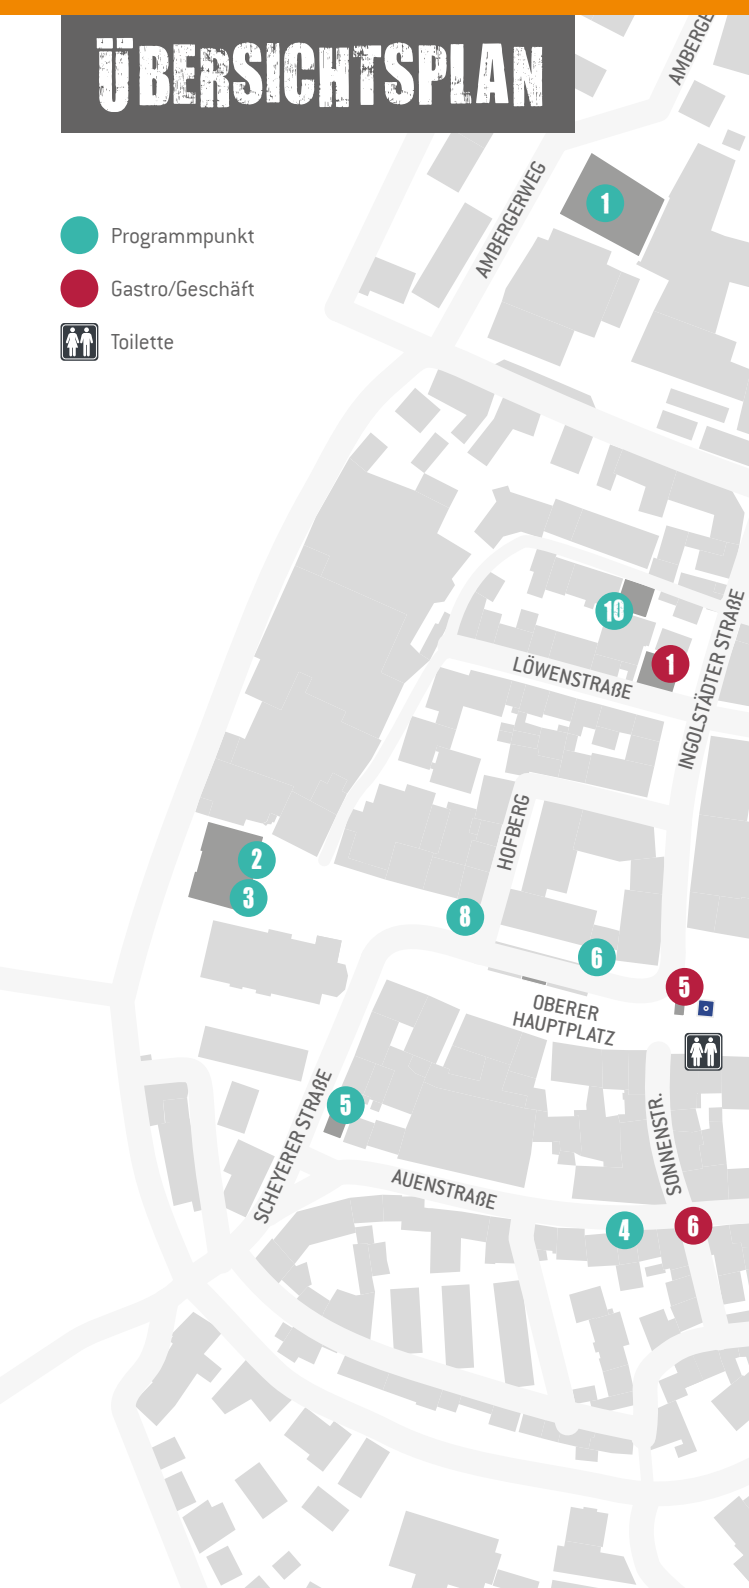 ÜBERSICHTSPLAN
AMBERGE
AMBERGERWEG
1
Programmpunkt
Gastro/Geschäft
Toilette
10
1
LÖWENSTRAßE
INGOLSTÄDTER STRAßE
HOFBERG
2
3
8
6
5
OBERER
HAUPTPLATZ
5
SCHEYERER STRAßE
SONNENSTR.
AUENSTRAßE
4
6